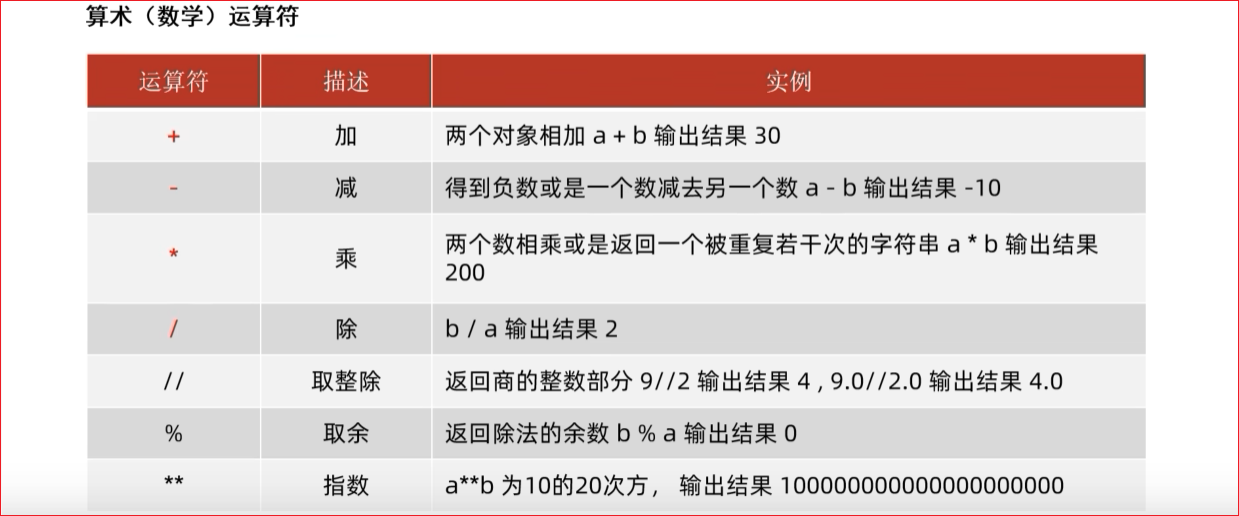 算术（数学）运算符
运算符 描述 实例
+ 加 两个对象相加 a + b 输出结果 30
- 减 得到负数或是一个数减去另一个数 a - b 输出结果 -10
* 乘 两个数相乘或是返回一个被重复若干次的字符串 a * b 输出结果
200
/ 除 b / a 输出结果 2
// 取整除 返回商的整数部分 9//2 输出结果 4 , 9.0//2.0 输出结果 4.0
% 取余 返回除法的余数 b % a 输出结果 0
** 指数 a**b 为10的20次方， 输出结果 100000000000000000000